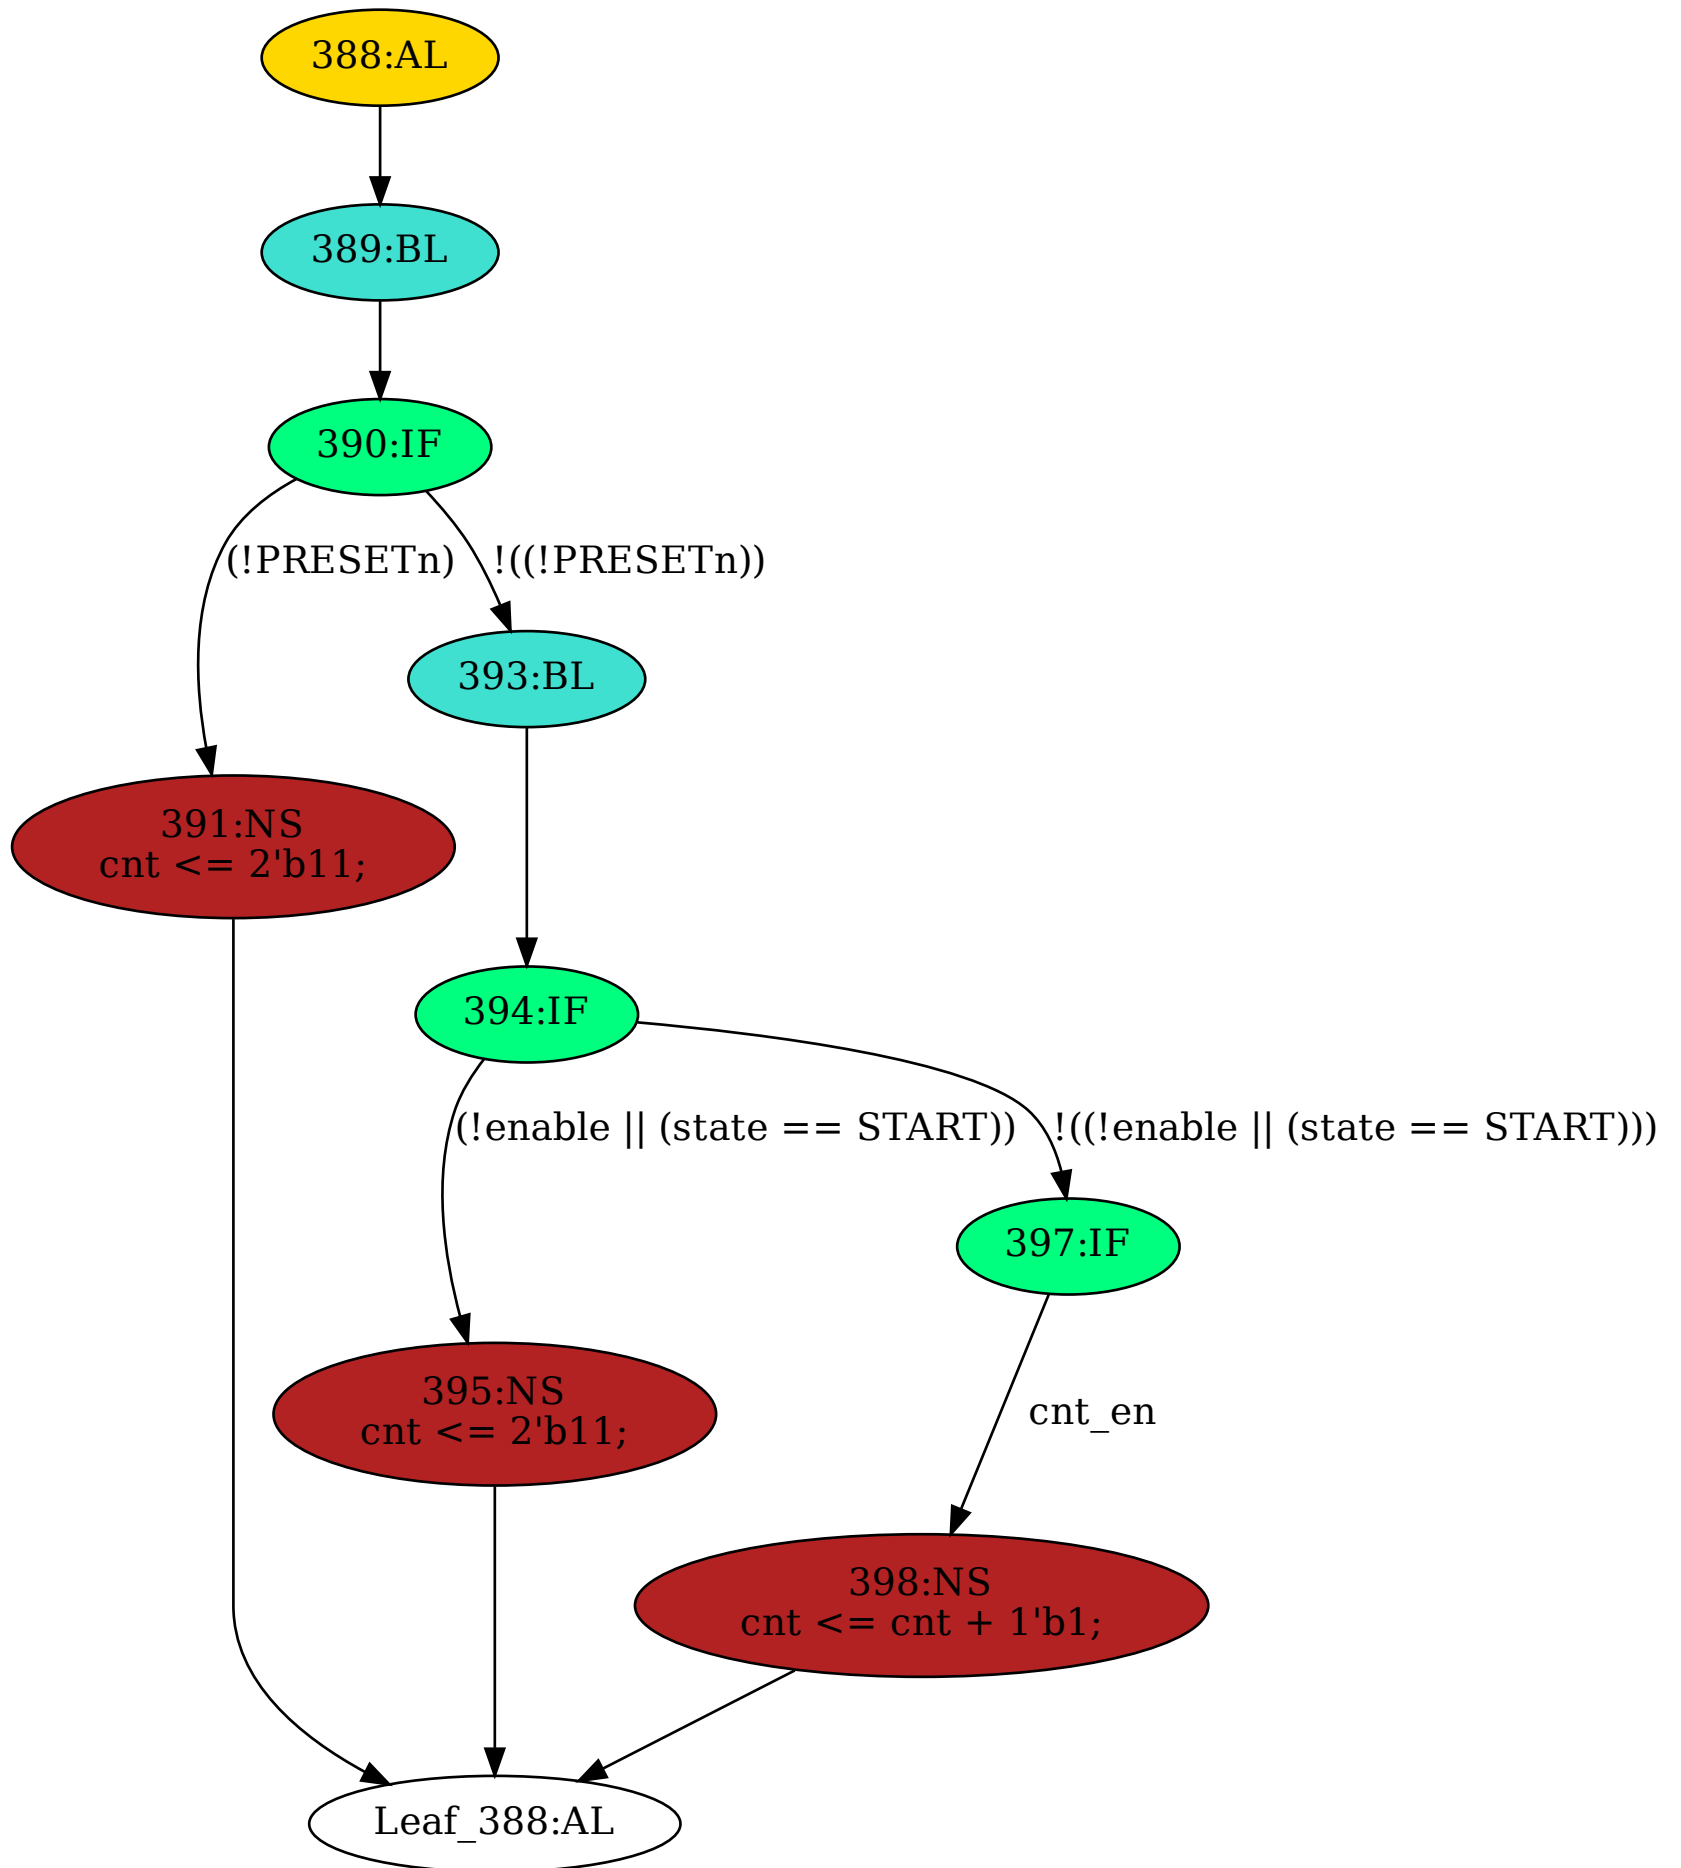 388:AL
389:BL
390:IF
(!PRESETn)
!((!PRESETn))
393:BL
391:NS
cnt <= 2'b11;
394:IF
(!enable || (state == START))
!((!enable || (state == START)))
397:IF
395:NS
cnt <= 2'b11;
cnt_en
398:NS
cnt <= cnt + 1'b1;
Leaf_388:AL